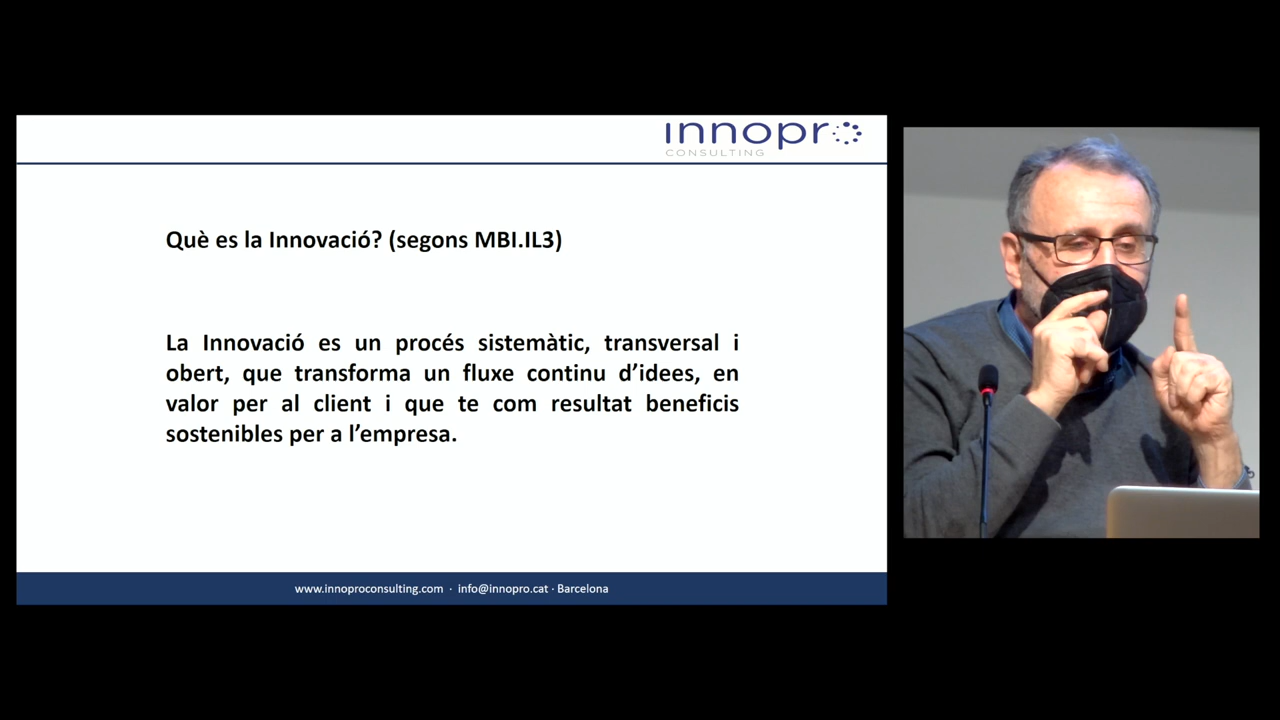 innopro
CONSULTING
Què es la Innovació? (segons MBI.IL3)
La Innovació es un procés sistemàtic, transversal i
obert, que transforma un fluxe continu d’idees, en
valor per al client i que te com resultat beneficis
sostenibles per a l’empresa.
www.innoproconsulting.com · info@innopro.cat · Barcelona